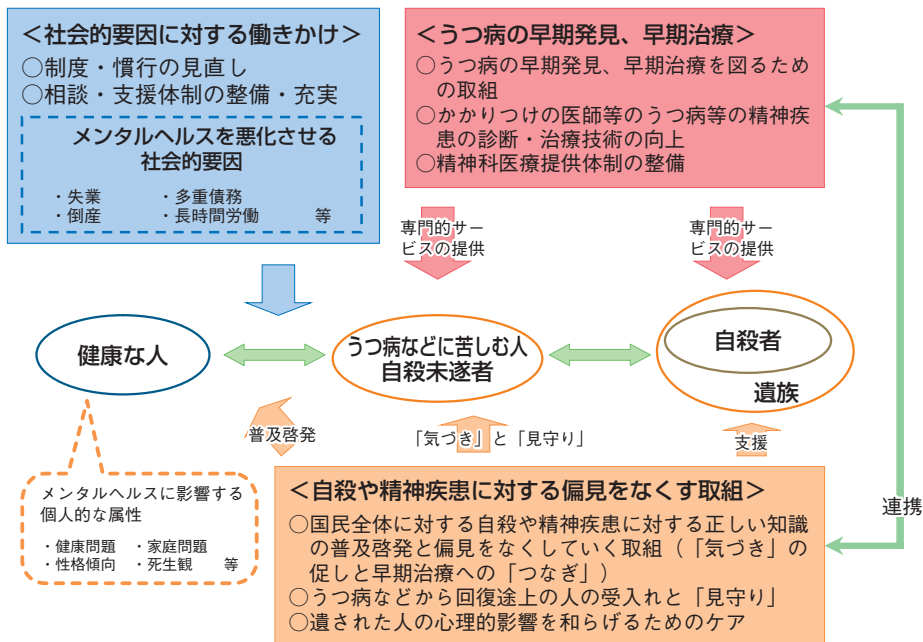 ＜社会的要因に対する働きかけ＞
○制度・慣行の見直し
○相談・支援体制の整備・充実
メンタルヘルスを悪化させる
社会的要因
・失業　・多重債務
・倒産　・長時間労働　等
＜うつ病の早期発見、早期治療＞
○うつ病の早期発見、早期治療を図るため
の取組
○かかりつけの医師等のうつ病等の精神疾
患の診断・治療技術の向上
○精神科医療提供体制の整備
専門的サー
ビスの提供
専門的サー
ビスの提供
健康な人
うつ病などに苦しむ人
自殺未遂者
自殺者
遺族
普及啓発
「気づき」と「見守り」
支援
連携
メンタルヘルスに影響する
個人的な属性
・健康問題　・家庭問題
・性格傾向　・死生観　等
＜自殺や精神疾患に対する偏見をなくす取組＞
○国民全体に対する自殺や精神疾患に対する正しい知識
の普及啓発と偏見をなくしていく取組（「気づき」の
促しと早期治療への「つなぎ」）
○うつ病などから回復途上の人の受入れと「見守り」
○遺された人の心理的影響を和らげるためのケア